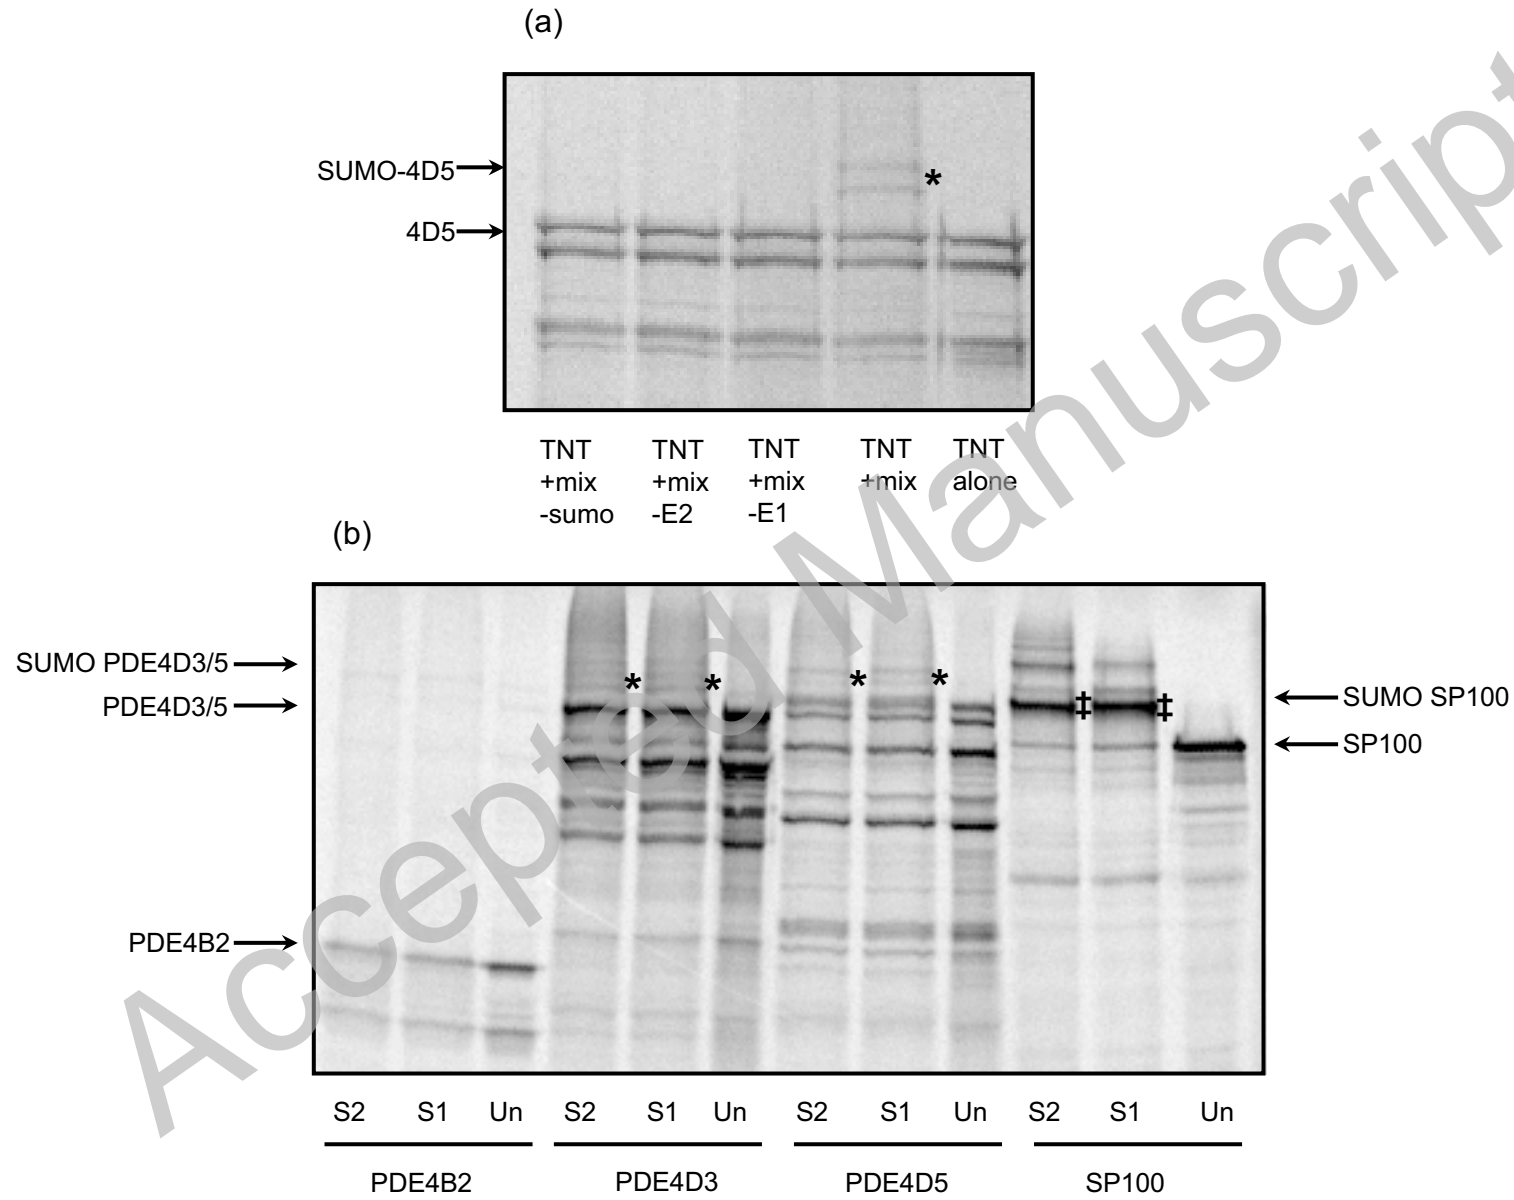 (a)
SUMO-4D5
*
4D5
TNT TNT TNT TNT TNT
+mix +mix +mix +mix alone
-sumo -E2 -E1
(b)
SUMO PDE4D3/5
* * * *
PDE4D3/5
SUMO SP100
‡ ‡
SP100
PDE4B2
S2 S1 Un S2 S1 Un S2 S1 Un S2 S1 Un
PDE4B2 PDE4D3 PDE4D5 SP100
Accepted Manuscript